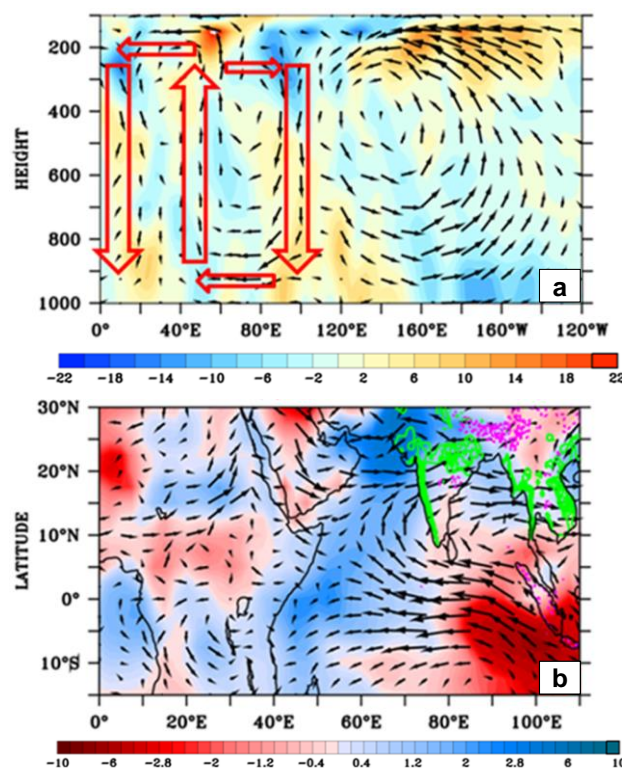 200
400
600
800
1000
HEIGHT
a
0° 40°E 80°E 120°E 160°E 160°W 120°W
-22 -18 -14 -10 -6 -2 2 6 10 14 18 22
30°N
20°N
10°N
0°
10°S
LATITUDE
b
0° 20°E 40°E 60°E 80°E 100°E
-10 -2.8 -2 -1.2 -0.4 0.4 1.2 2 2.8 6 10